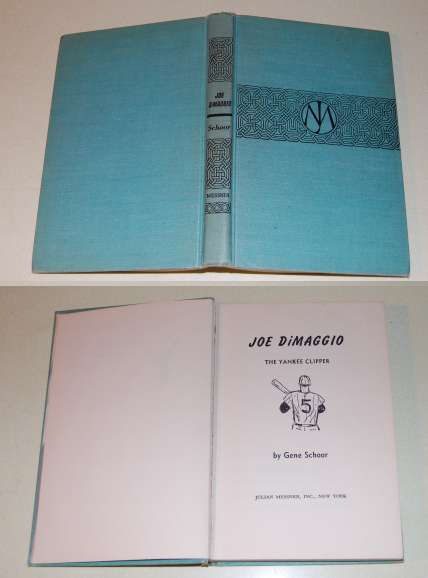 JOE
DiMAGGIO
Schoor
MESSNER
JM
JOE DiMAGGIO
THE YANKEE CLIPPER
5
by Gene Schoor
JULIAN MESSNER, INC., NEW YORK